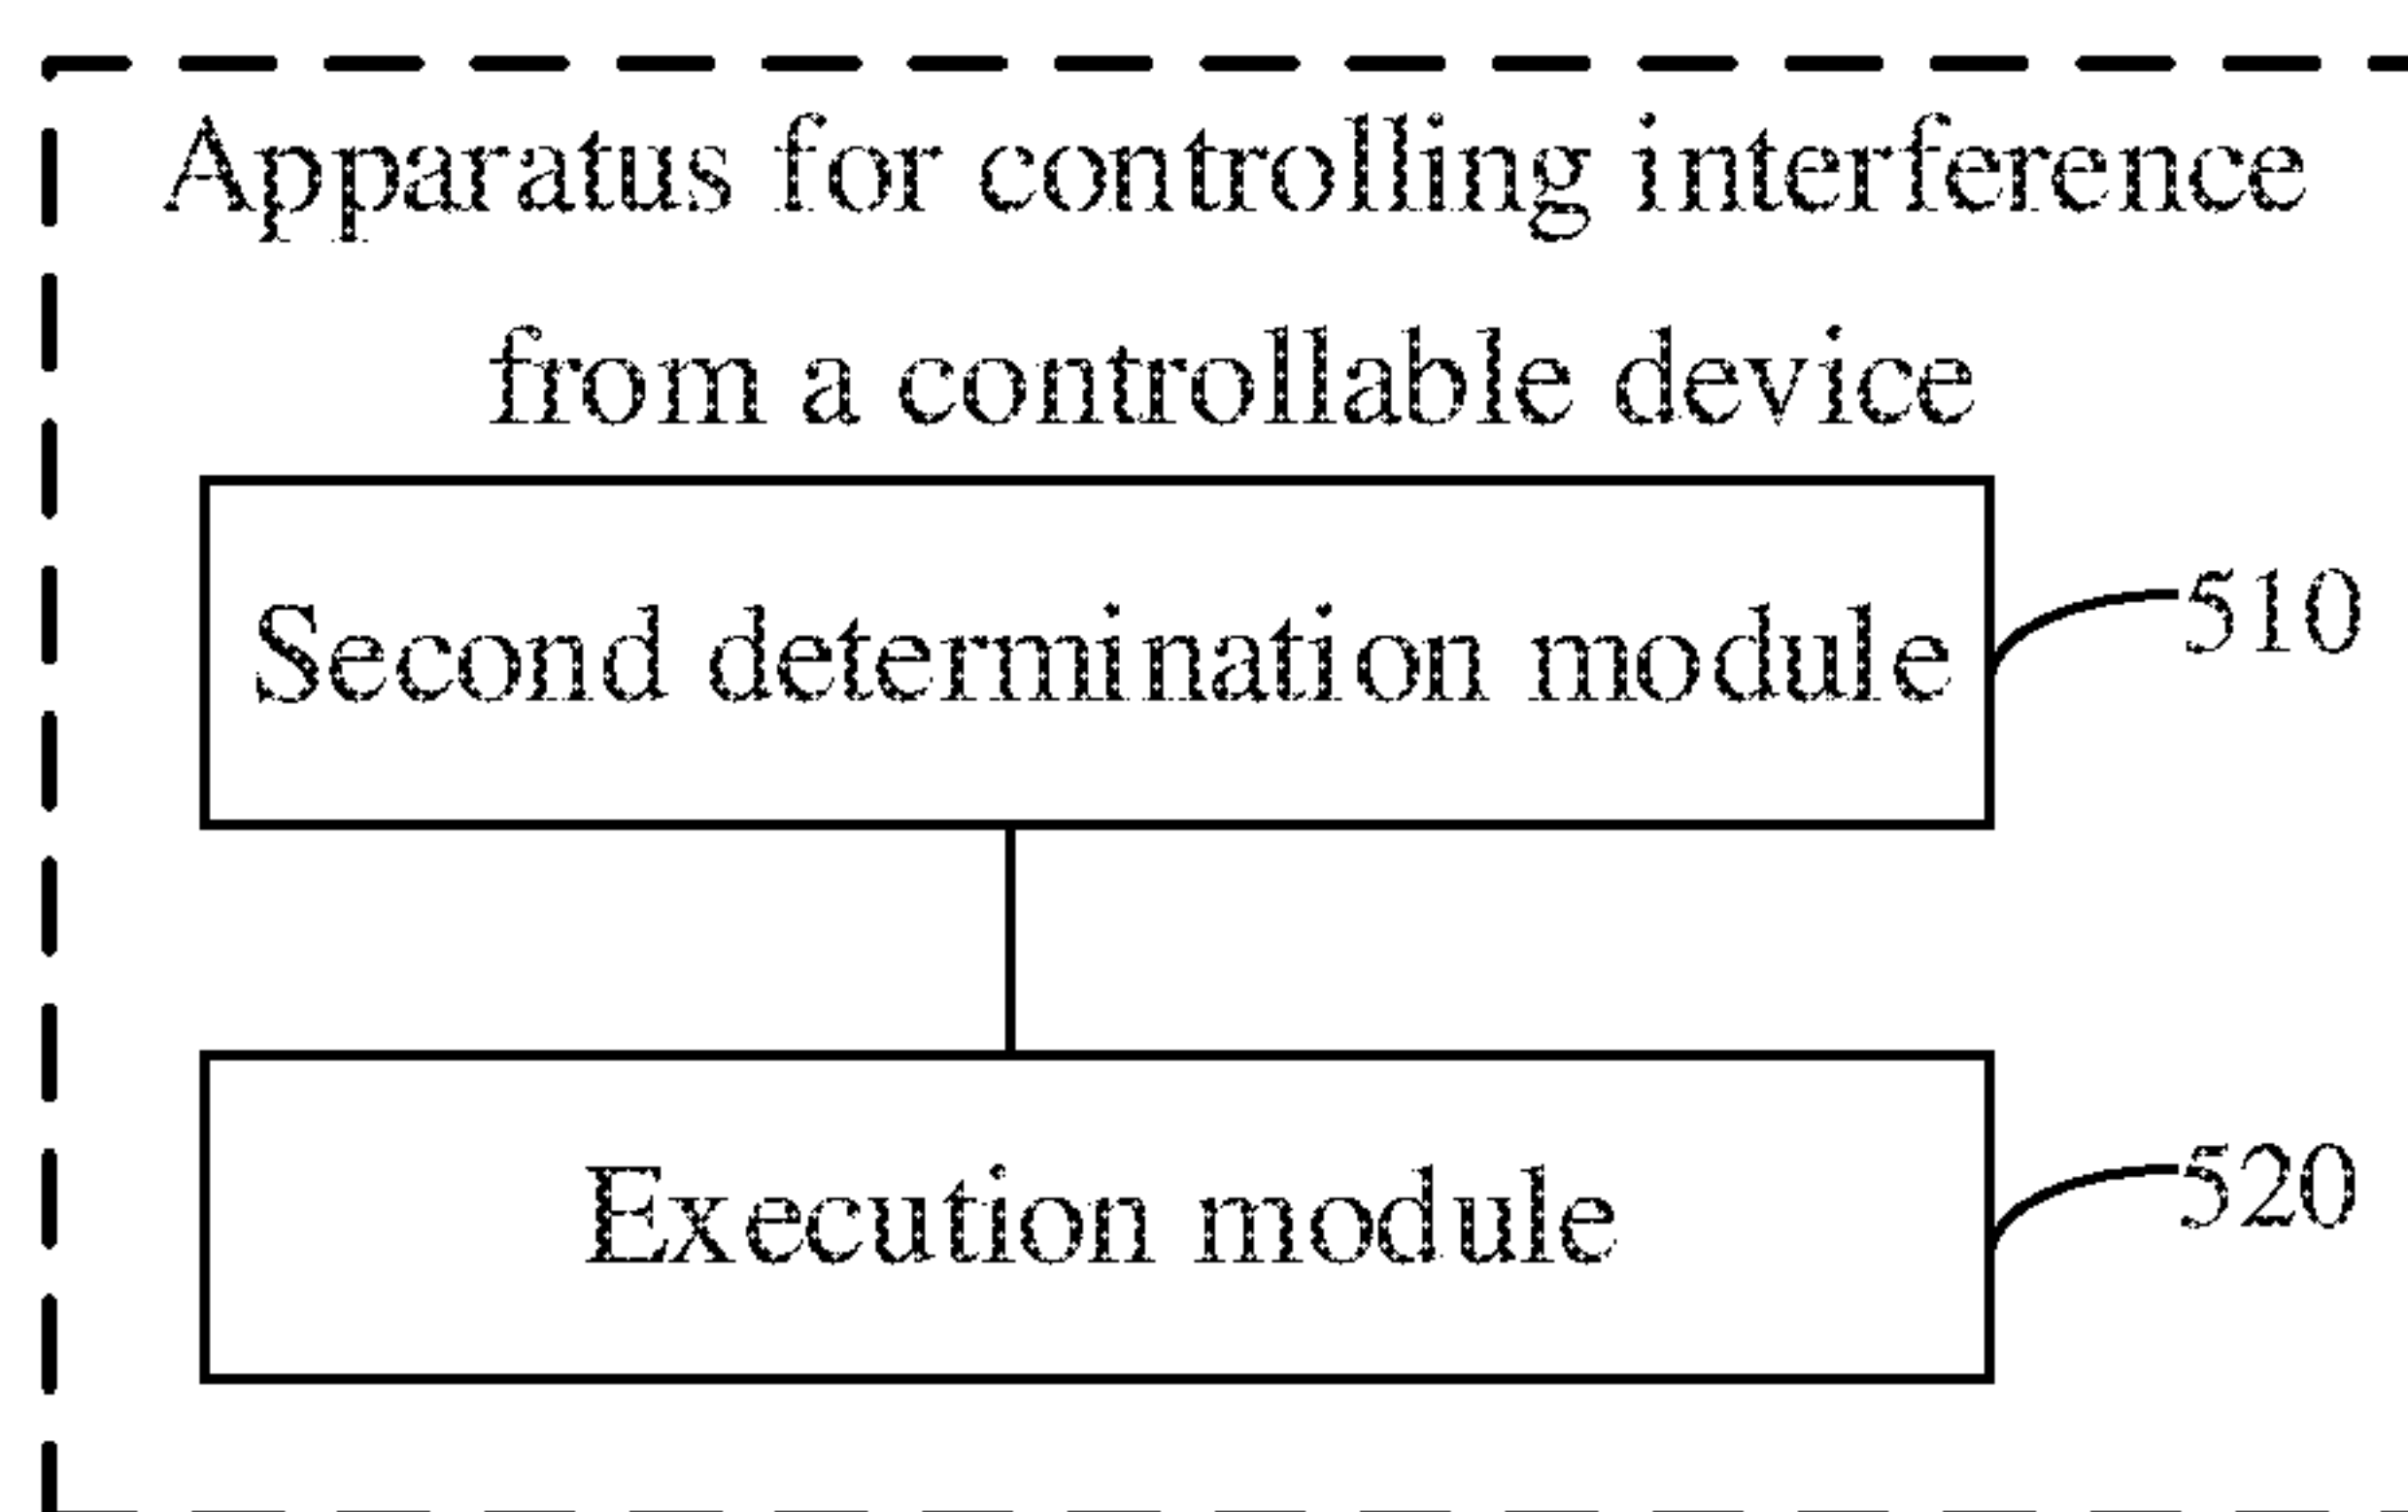 Apparatus for controlling interference
from a controllable device
Second determination module
510
Execution module
520